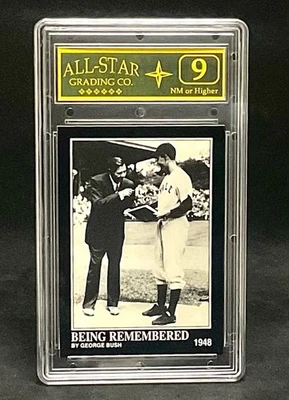 ALL-STAR
GRADING CO.
9
NM or Higher
BEING REMEMBERED
BY GEORGE BUSH
1948